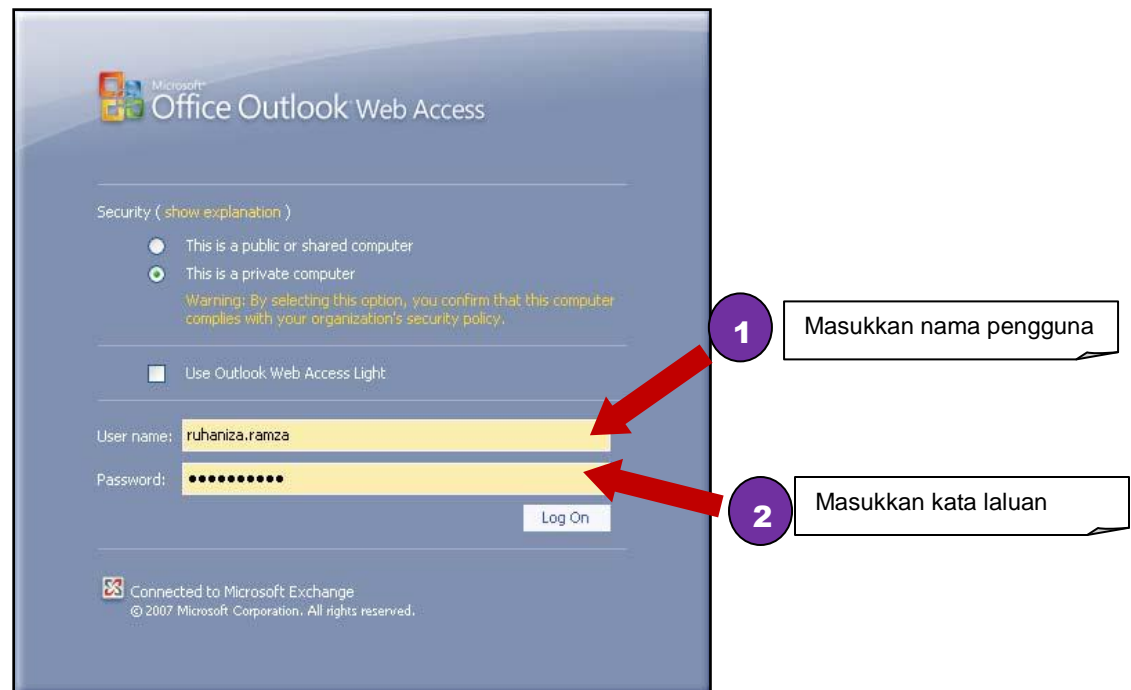 Microsoft
Office Outlook Web Access
Security ( show explanation )
This is a public or shared computer
This is a private computer
Warning: By selecting this option, you confirm that this computer
complies with your organization's security policy.
Use Outlook Web Access Light
User name: ruhaniza.ramza
Password: ●●●●●●●●●●
Log On
Connected to Microsoft Exchange
© 2007 Microsoft Corporation. All rights reserved.
1
Masukkan nama pengguna
2
Masukkan kata laluan